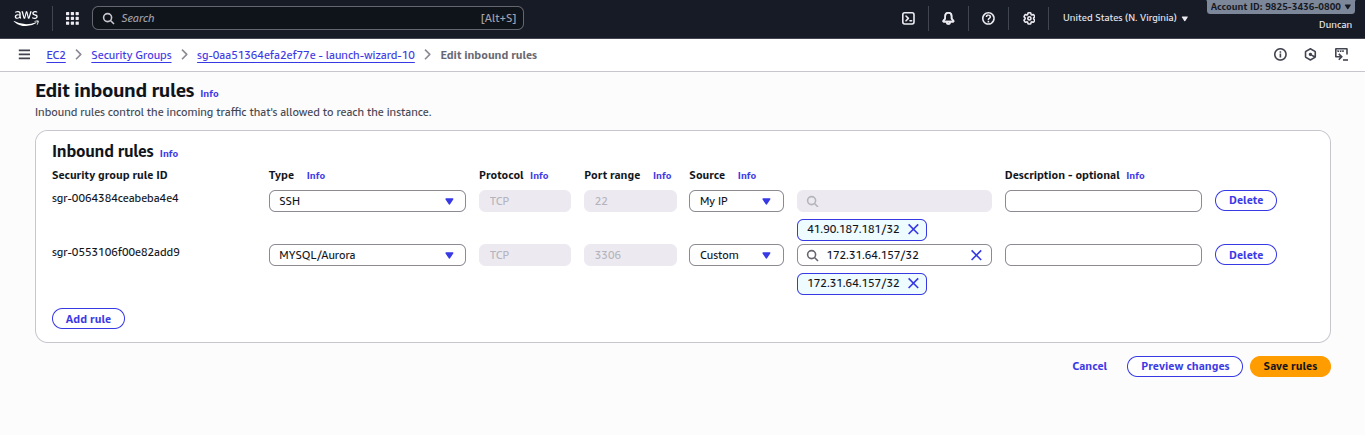 aws
Search [Alt+S]
United States (N. Virginia)
Account ID: 9825-3436-0800
Duncan
EC2 > Security Groups > sg-0aa51364efa2ef77e - launch-wizard-10 > Edit inbound rules
Edit inbound rules Info
Inbound rules control the incoming traffic that's allowed to reach the instance.
Inbound rules Info
Security group rule ID Type Info Protocol Info Port range Info Source Info Description - optional Info
sgr-0064384ceabeba4e4 SSH TCP 22 My IP Delete
41.90.187.181/32
sgr-0553106f00e82add9 MYSQL/Aurora TCP 3306 Custom 172.31.64.157/32 Delete
172.31.64.157/32
Add rule
Cancel Preview changes Save rules